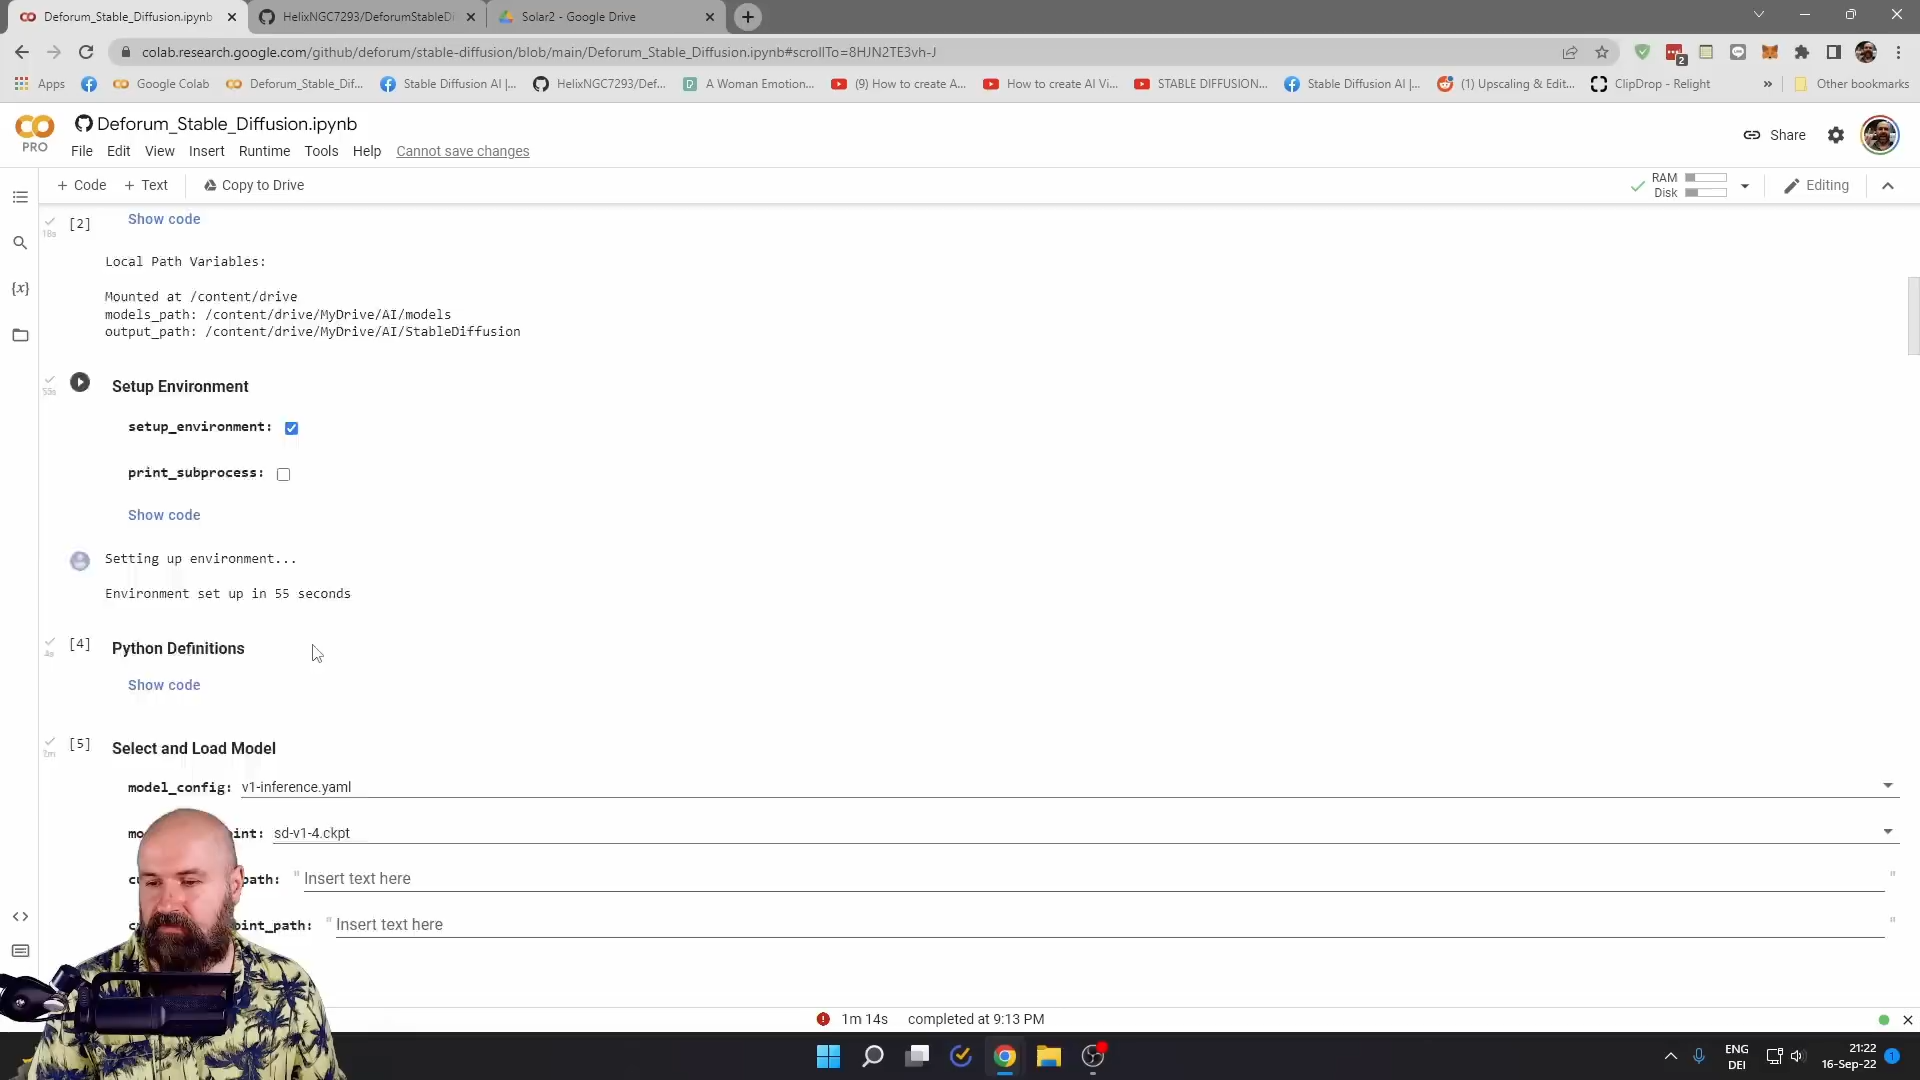 Deforum_Stable_Diffusion.ipynb
HelixNGC7293/DeforumStableDi
Solar2 - Google Drive
colab.research.google.com/github/deforum/stable-diffusion/blob/main/Deforum_Stable_Diffusion.ipynb#scrollTo=8HJN2TE3vh-J
2
Apps
Google Colab
Deforum_Stable_Dif...
Stable Diffusion AI |...
HelixNGC7293/Def...
A Woman Emotion...
(9) How to create A...
How to create AI Vi...
STABLE DIFFUSION...
Stable Diffusion AI |...
(1) Upscaling & Edit...
ClipDrop - Relight
»
Other bookmarks
PRO
Deforum_Stable_Diffusion.ipynb
File Edit View Insert Runtime Tools Help Cannot save changes
Share
+ Code + Text Copy to Drive
RAM
Disk
Editing
[2] Show code
18s
{x}
Local Path Variables:
Mounted at /content/drive
models_path: /content/drive/MyDrive/AI/models
output_path: /content/drive/MyDrive/AI/StableDiffusion
55s
Setup Environment
setup_environment:
print_subprocess:
Show code
Setting up environment...
Environment set up in 55 seconds
[4] Python Definitions
4s
Show code
[5] Select and Load Model
model_config: v1-inference.yaml
int: sd-v1-4.ckpt
path: " Insert text here "
int_path: " Insert text here "
1m 14s completed at 9:13 PM
ENG
DEI
21:22
16-Sep-22
1